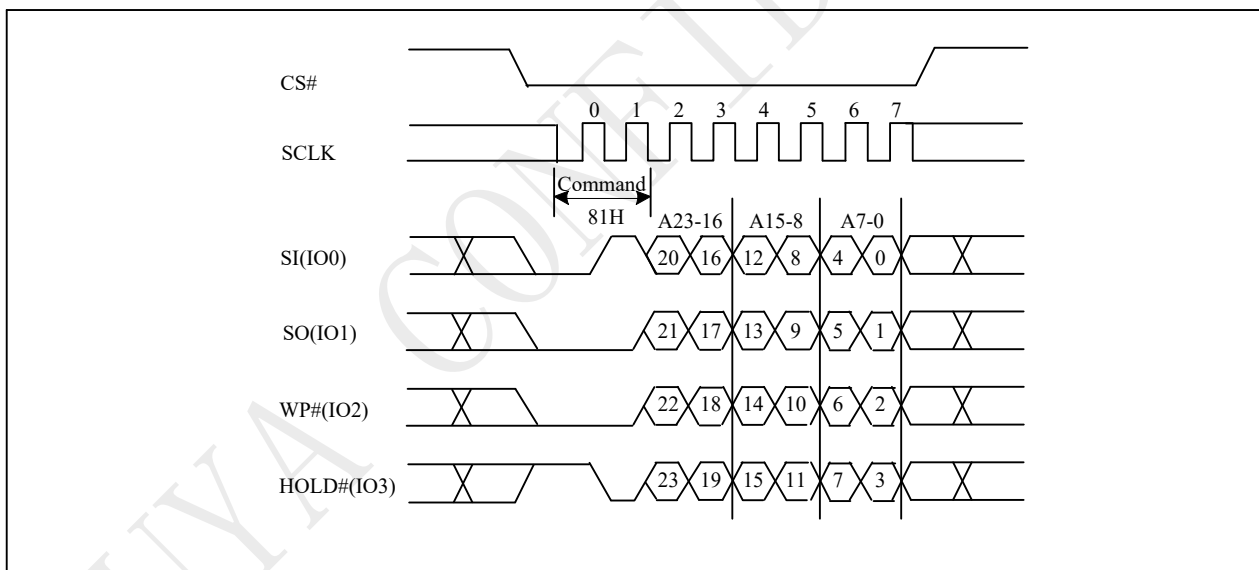 CS#
0 1 2 3 4 5 6 7
SCLK
Command
81H
A23-16 A15-8 A7-0
SI(IO0) 20 16 12 8 4 0
SO(IO1) 21 17 13 9 5 1
WP#(IO2) 22 18 14 10 6 2
HOLD#(IO3) 23 19 15 11 7 3
UYA CONFID